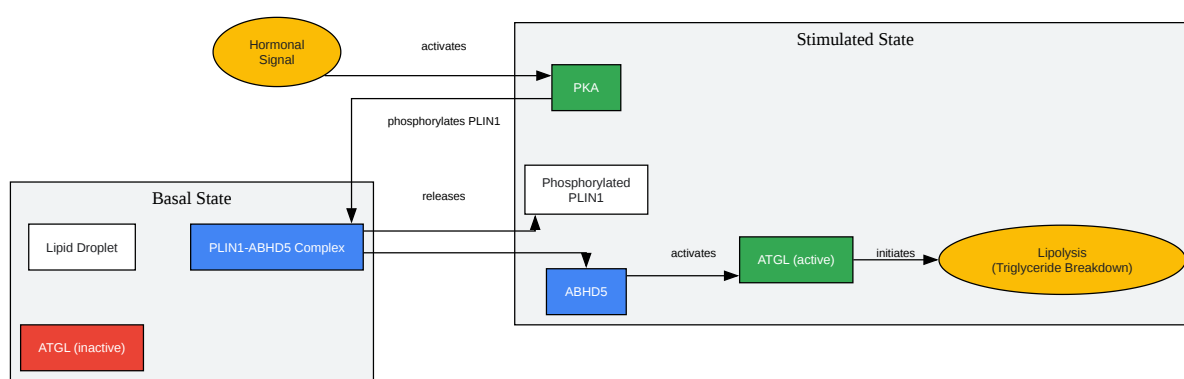 Hormonal
Signal
activates
Stimulated State
PKA
phosphorylates PLIN1
Basal State
releases
Phosphorylated
PLIN1
Lipid Droplet
PLIN1-ABHD5 Complex
activates
ATGL (active)
initiates
Lipolysis
(Triglyceride Breakdown)
ABHD5
ATGL (inactive)